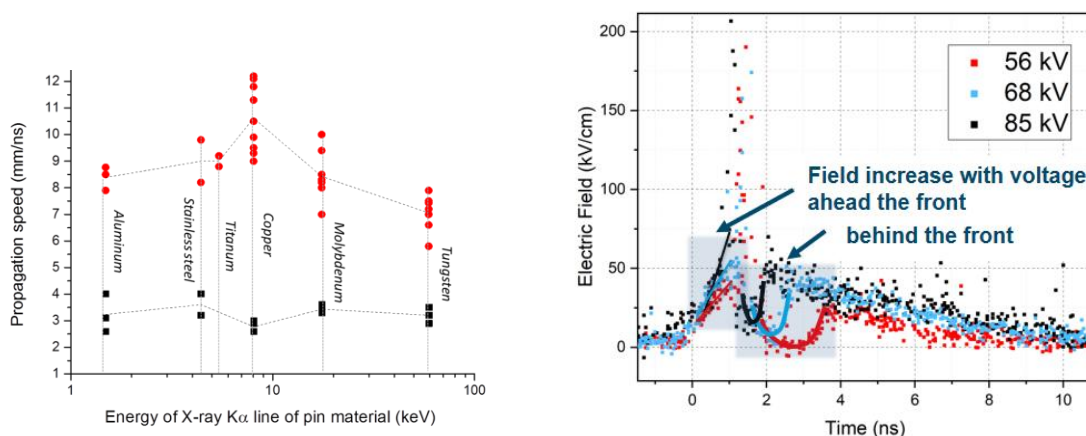 12
11
10
9
8
7
6
5
4
3
2
1
Propagation speed (mm/ns)
Aluminum
Stainless steel
Titanum
Copper
Molybdernum
Tungsten
1
10
100
Energy of X-ray Kα line of pin material (keV)
200
150
100
50
0
Electric Field (kV/cm)
56 kV
68 kV
85 kV
Field increase with voltage
ahead the front
behind the front
0
2
4
6
8
10
Time (ns)